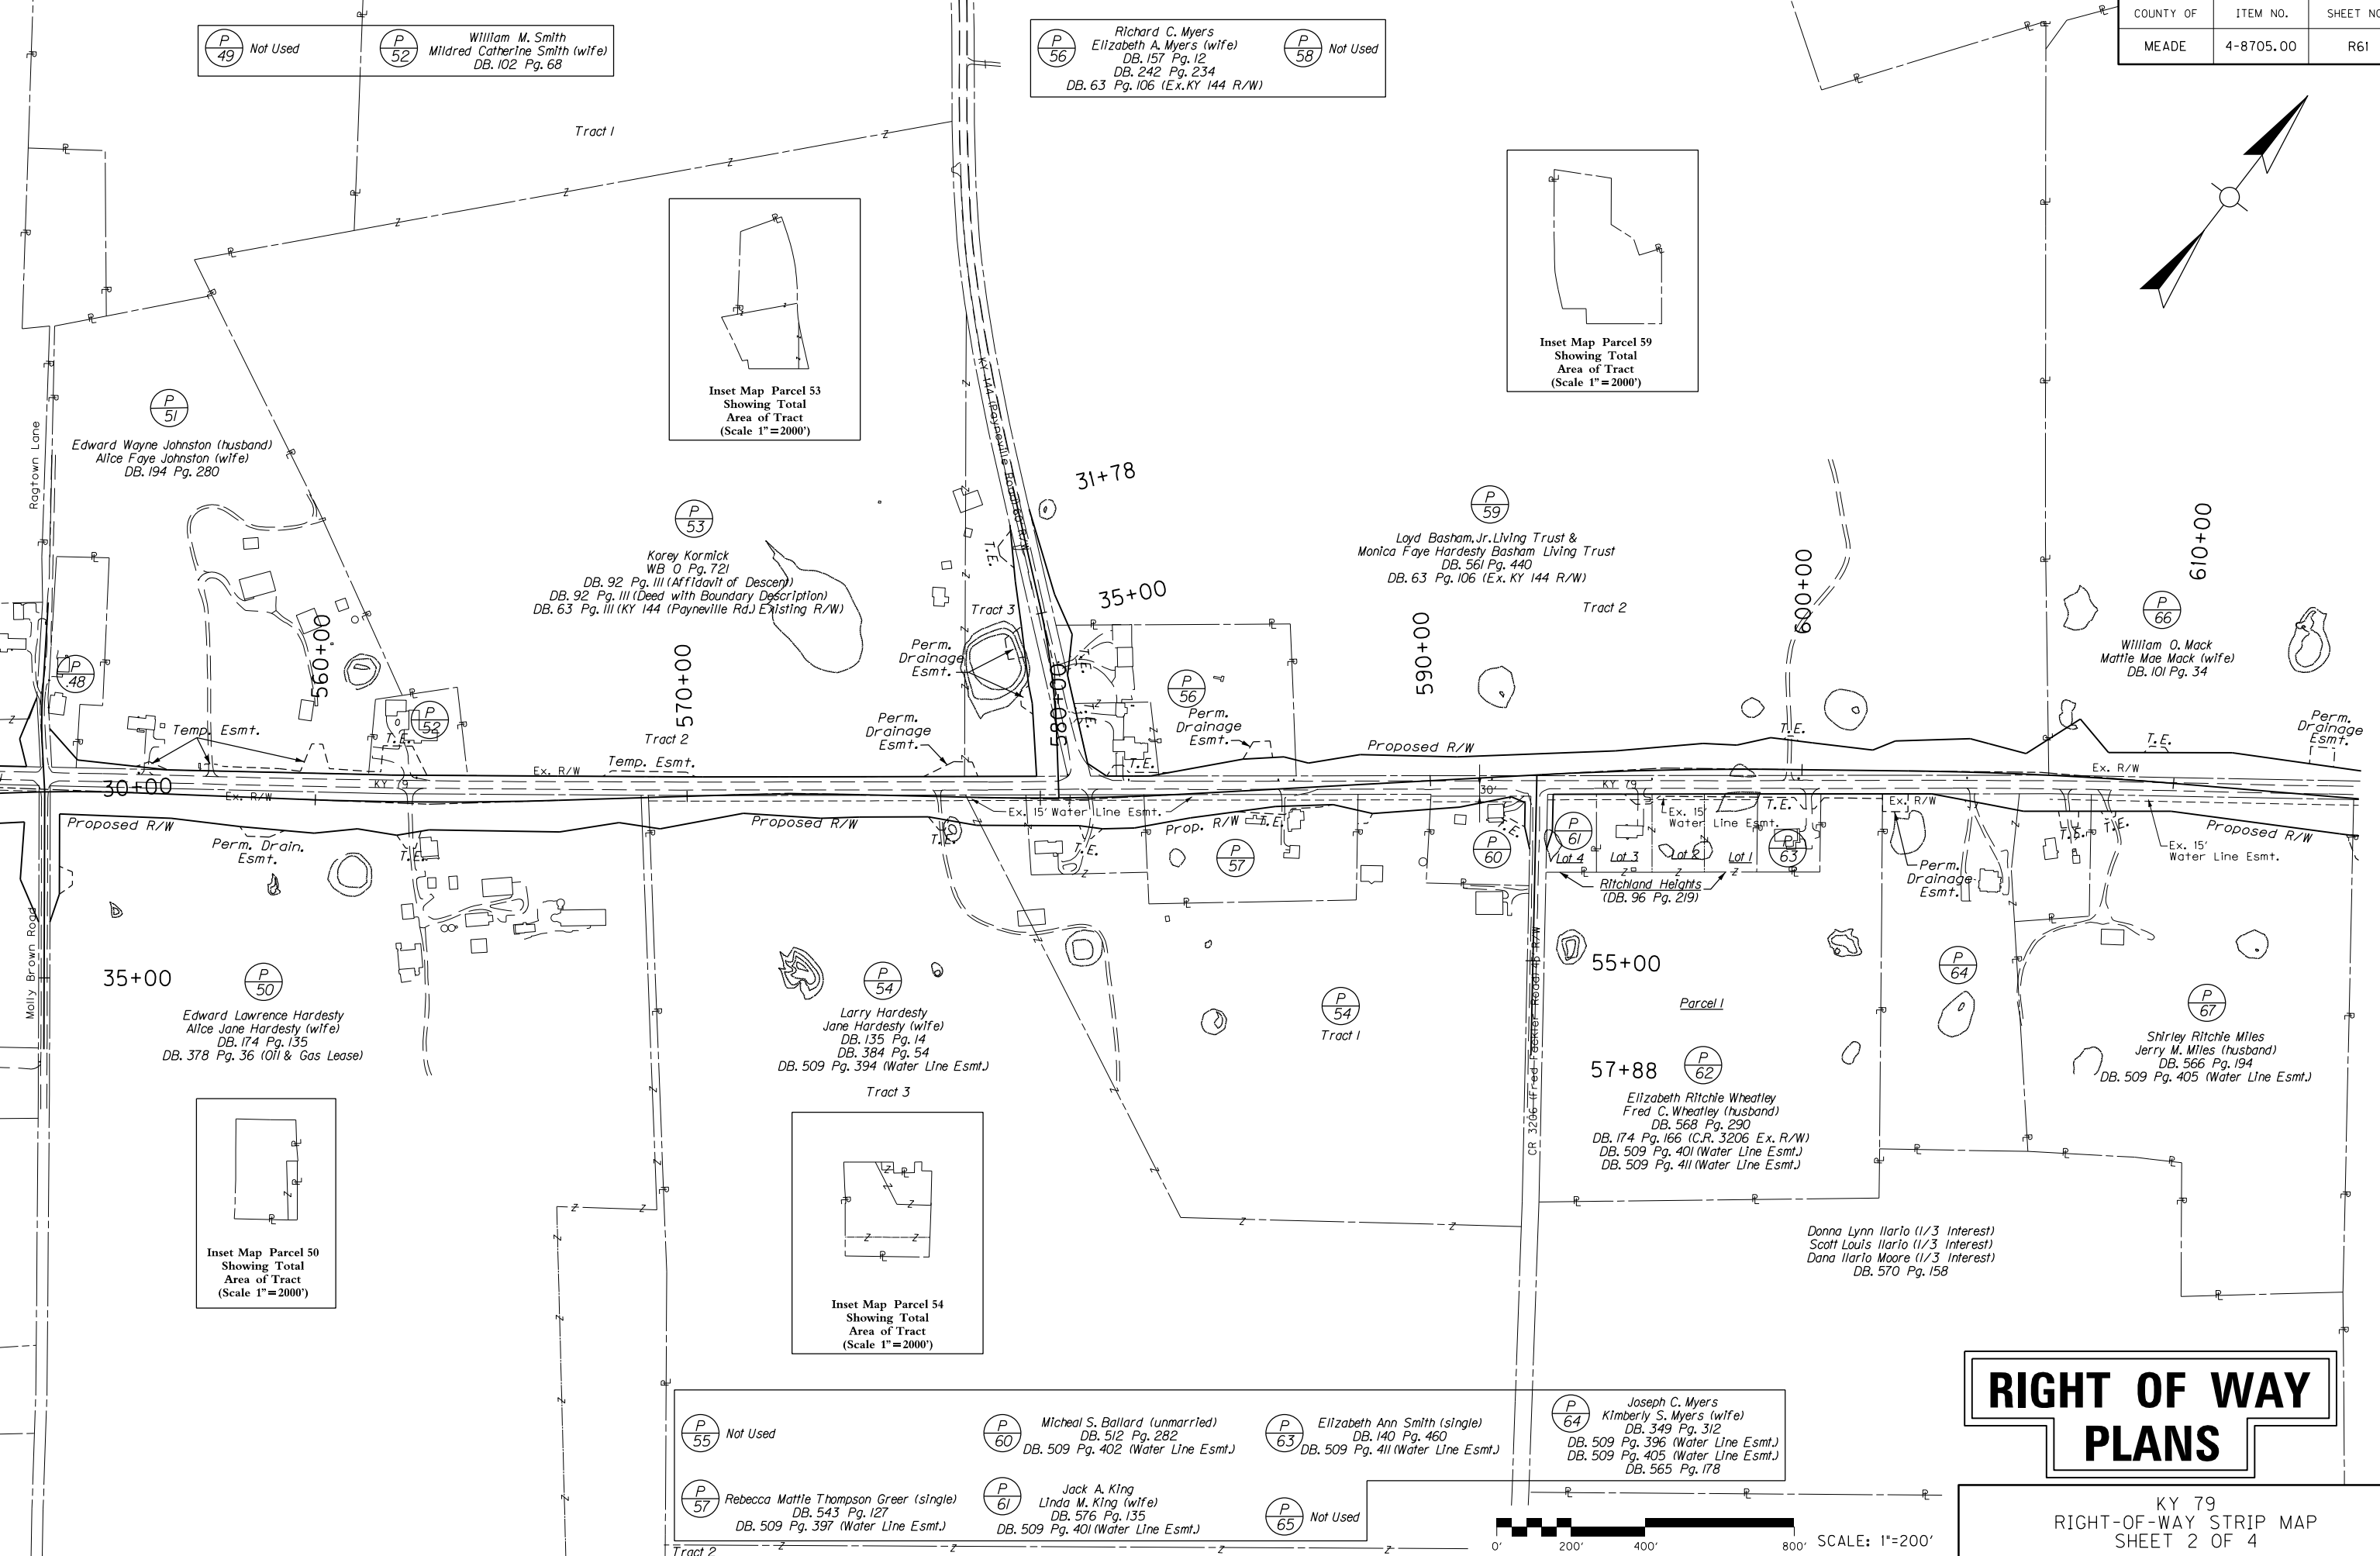 P 49 Not Used
P 52
William M. Smith
Mildred Catherine Smith (wife)
DB. 102 Pg. 68
P 56
Richard C. Myers
Elizabeth A. Myers (wife)
DB. 157 Pg. 12
DB. 242 Pg. 234
DB. 63 Pg. 106 (Ex. KY 144 R/W)
P 58 Not Used
COUNTY OF ITEM NO. SHEET NO
MEADE 4-8705.00 R61
Tract 1
Inset Map Parcel 53
Showing Total
Area of Tract
(Scale 1"=2000')
Inset Map Parcel 59
Showing Total
Area of Tract
(Scale 1"=2000')
Ragtown Lane
P 51
Edward Wayne Johnston (husband)
Alice Faye Johnston (wife)
DB. 194 Pg. 280
P 53
Korey Kormick
WB O Pg. 721
DB. 92 Pg. 111 (Affidavit of Descent)
DB. 92 Pg. 111 (Deed with Boundary Description)
DB. 63 Pg. 111 (KY 144 (Payneville Rd.) Existing R/W)
KY 144 (Payneville Road) 60' R/W
31+78
35+00
T.E.
Tract 3
P 59
Loyd Basham, Jr. Living Trust &
Monica Faye Hardesty Basham Living Trust
DB. 561 Pg. 440
DB. 63 Pg. 106 (Ex. KY 144 R/W)
Tract 2
P 66
William O. Mack
Mattie Mae Mack (wife)
DB. 101 Pg. 34
560+00
570+00
580+00
590+00
600+00
610+00
P 48
P 52
T.E.
Temp. Esmt.
Tract 2
Temp. Esmt.
Perm.
Drainage
Esmt.
Perm.
Drainage
Esmt.
T.E.
T.E.
T.E.
P 56
Perm.
Drainage
Esmt.
Proposed R/W
T.E.
T.E.
Perm.
Drainage
Esmt.
30+00
Ex. R/W
KY 79
Ex. R/W
Ex. 15' Water Line Esmt.
30'
KY 79
Ex. R/W
Ex. R/W
Proposed R/W
Perm. Drain.
Esmt.
T.E.
Proposed R/W
T.E.
T.E.
Prop. R/W
T.E.
P 57
P 60
T.E.
P 61
Ex. 15'
Water Line Esmt.
T.E.
P 63
Lot 4 Lot 3 Lot 2 Lot 1
Ritchland Heights
(DB. 96 Pg. 219)
Perm.
Drainage
Esmt.
T.E.
T.E.
Proposed R/W
Ex. 15'
Water Line Esmt.
Molly Brown Road
35+00
P 50
Edward Lawrence Hardesty
Alice Jane Hardesty (wife)
DB. 174 Pg. 135
DB. 378 Pg. 36 (Oil & Gas Lease)
P 54
Larry Hardesty
Jane Hardesty (wife)
DB. 135 Pg. 14
DB. 384 Pg. 54
DB. 509 Pg. 394 (Water Line Esmt.)
Tract 3
P 54
Tract 1
CR 3206 (Fred Fackler Road) 40' R/W
55+00
Parcel 1
57+88
P 62
Elizabeth Ritchie Wheatley
Fred C. Wheatley (husband)
DB. 568 Pg. 290
DB. 174 Pg. 166 (C.R. 3206 Ex. R/W)
DB. 509 Pg. 401 (Water Line Esmt.)
DB. 509 Pg. 411 (Water Line Esmt.)
P 64
P 67
Shirley Ritchie Miles
Jerry M. Miles (husband)
DB. 566 Pg. 194
DB. 509 Pg. 405 (Water Line Esmt.)
Inset Map Parcel 50
Showing Total
Area of Tract
(Scale 1"=2000')
Inset Map Parcel 54
Showing Total
Area of Tract
(Scale 1"=2000')
Donna Lynn Ilario (1/3 Interest)
Scott Louis Ilario (1/3 Interest)
Dana Ilario Moore (1/3 Interest)
DB. 570 Pg. 158
P 55 Not Used
P 60
Micheal S. Ballard (unmarried)
DB. 512 Pg. 282
DB. 509 Pg. 402 (Water Line Esmt.)
P 63
Elizabeth Ann Smith (single)
DB. 140 Pg. 460
DB. 509 Pg. 411 (Water Line Esmt.)
P 64
Joseph C. Myers
Kimberly S. Myers (wife)
DB. 349 Pg. 312
DB. 509 Pg. 396 (Water Line Esmt.)
DB. 509 Pg. 405 (Water Line Esmt.)
DB. 565 Pg. 178
P 57
Rebecca Mattie Thompson Greer (single)
DB. 543 Pg. 127
DB. 509 Pg. 397 (Water Line Esmt.)
P 61
Jack A. King
Linda M. King (wife)
DB. 576 Pg. 135
DB. 509 Pg. 401 (Water Line Esmt.)
P 65 Not Used
Tract 2
0' 200' 400' 800' SCALE: 1"=200'
RIGHT OF WAY
PLANS
KY 79
RIGHT-OF-WAY STRIP MAP
SHEET 2 OF 4